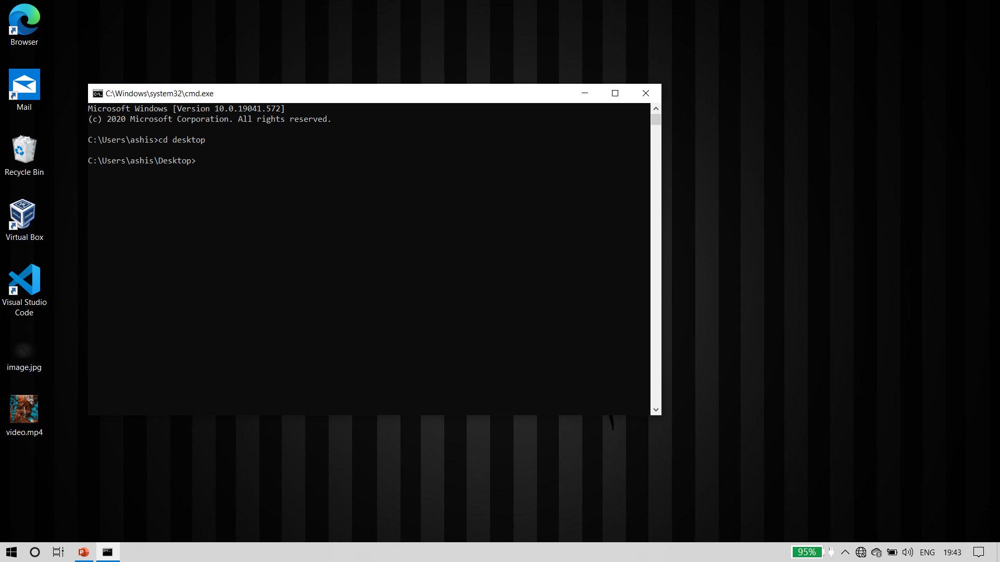 Browser
Mail
Recycle Bin
Virtual Box
Visual Studio
Code
image.jpg
video.mp4
C:\Windows\system32\cmd.exe
Microsoft Windows [Version 10.0.19041.572]
(c) 2020 Microsoft Corporation. All rights reserved.
C:\Users\ashis>cd desktop
C:\Users\ashis\Desktop>
95%
ENG
19:43